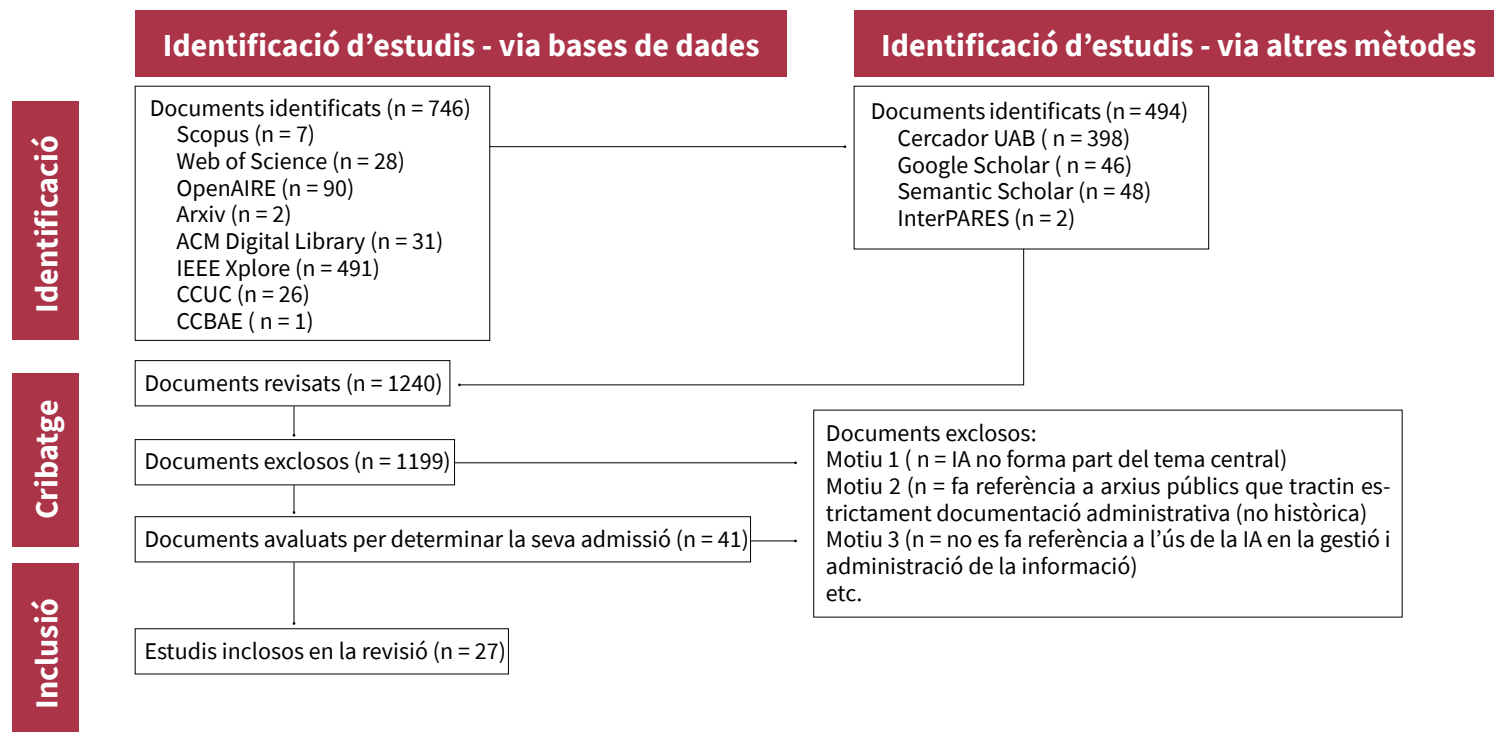 Identificació d’estudis - via bases de dades
Identificació d’estudis - via altres mètodes
Identificació
Documents identificats (n = 746)
Scopus (n = 7)
Web of Science (n = 28)
OpenAIRE (n = 90)
Arxiv (n = 2)
ACM Digital Library (n = 31)
IEEE Xplore (n = 491)
CCUC (n = 26)
CCBAE ( n = 1)
Documents identificats (n = 494)
Cercador UAB ( n = 398)
Google Scholar ( n = 46)
Semantic Scholar (n = 48)
InterPARES (n = 2)
Cribatge
Documents revisats (n = 1240)
Documents exclosos (n = 1199)
Documents avaluats per determinar la seva admissió (n = 41)
Documents exclosos:
Motiu 1 ( n = IA no forma part del tema central)
Motiu 2 (n = fa referència a arxius públics que tractin es-
trictament documentació administrativa (no històrica)
Motiu 3 (n = no es fa referència a l’ús de la IA en la gestió i
administració de la informació)
etc.
Inclusió
Estudis inclosos en la revisió (n = 27)